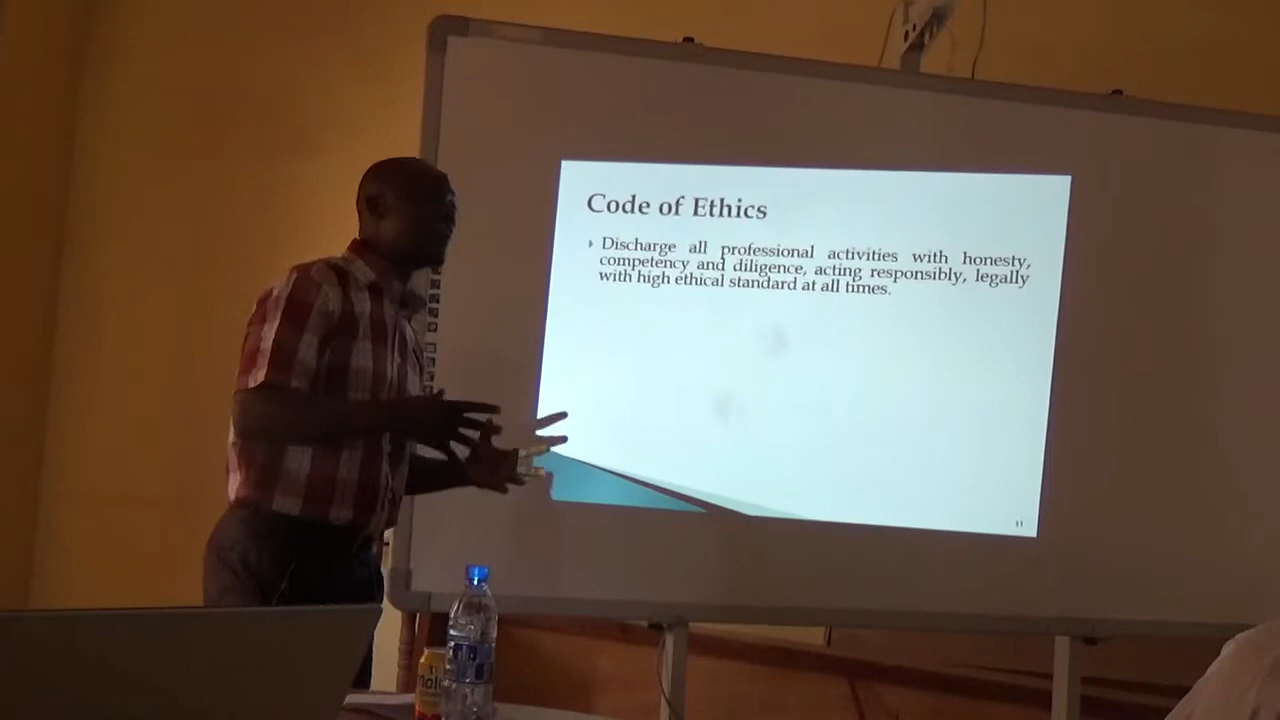 Code of Ethics
Discharge all professional activities with honesty,
competency and diligence, acting responsibly, legally
with high ethical standard at all times.
11